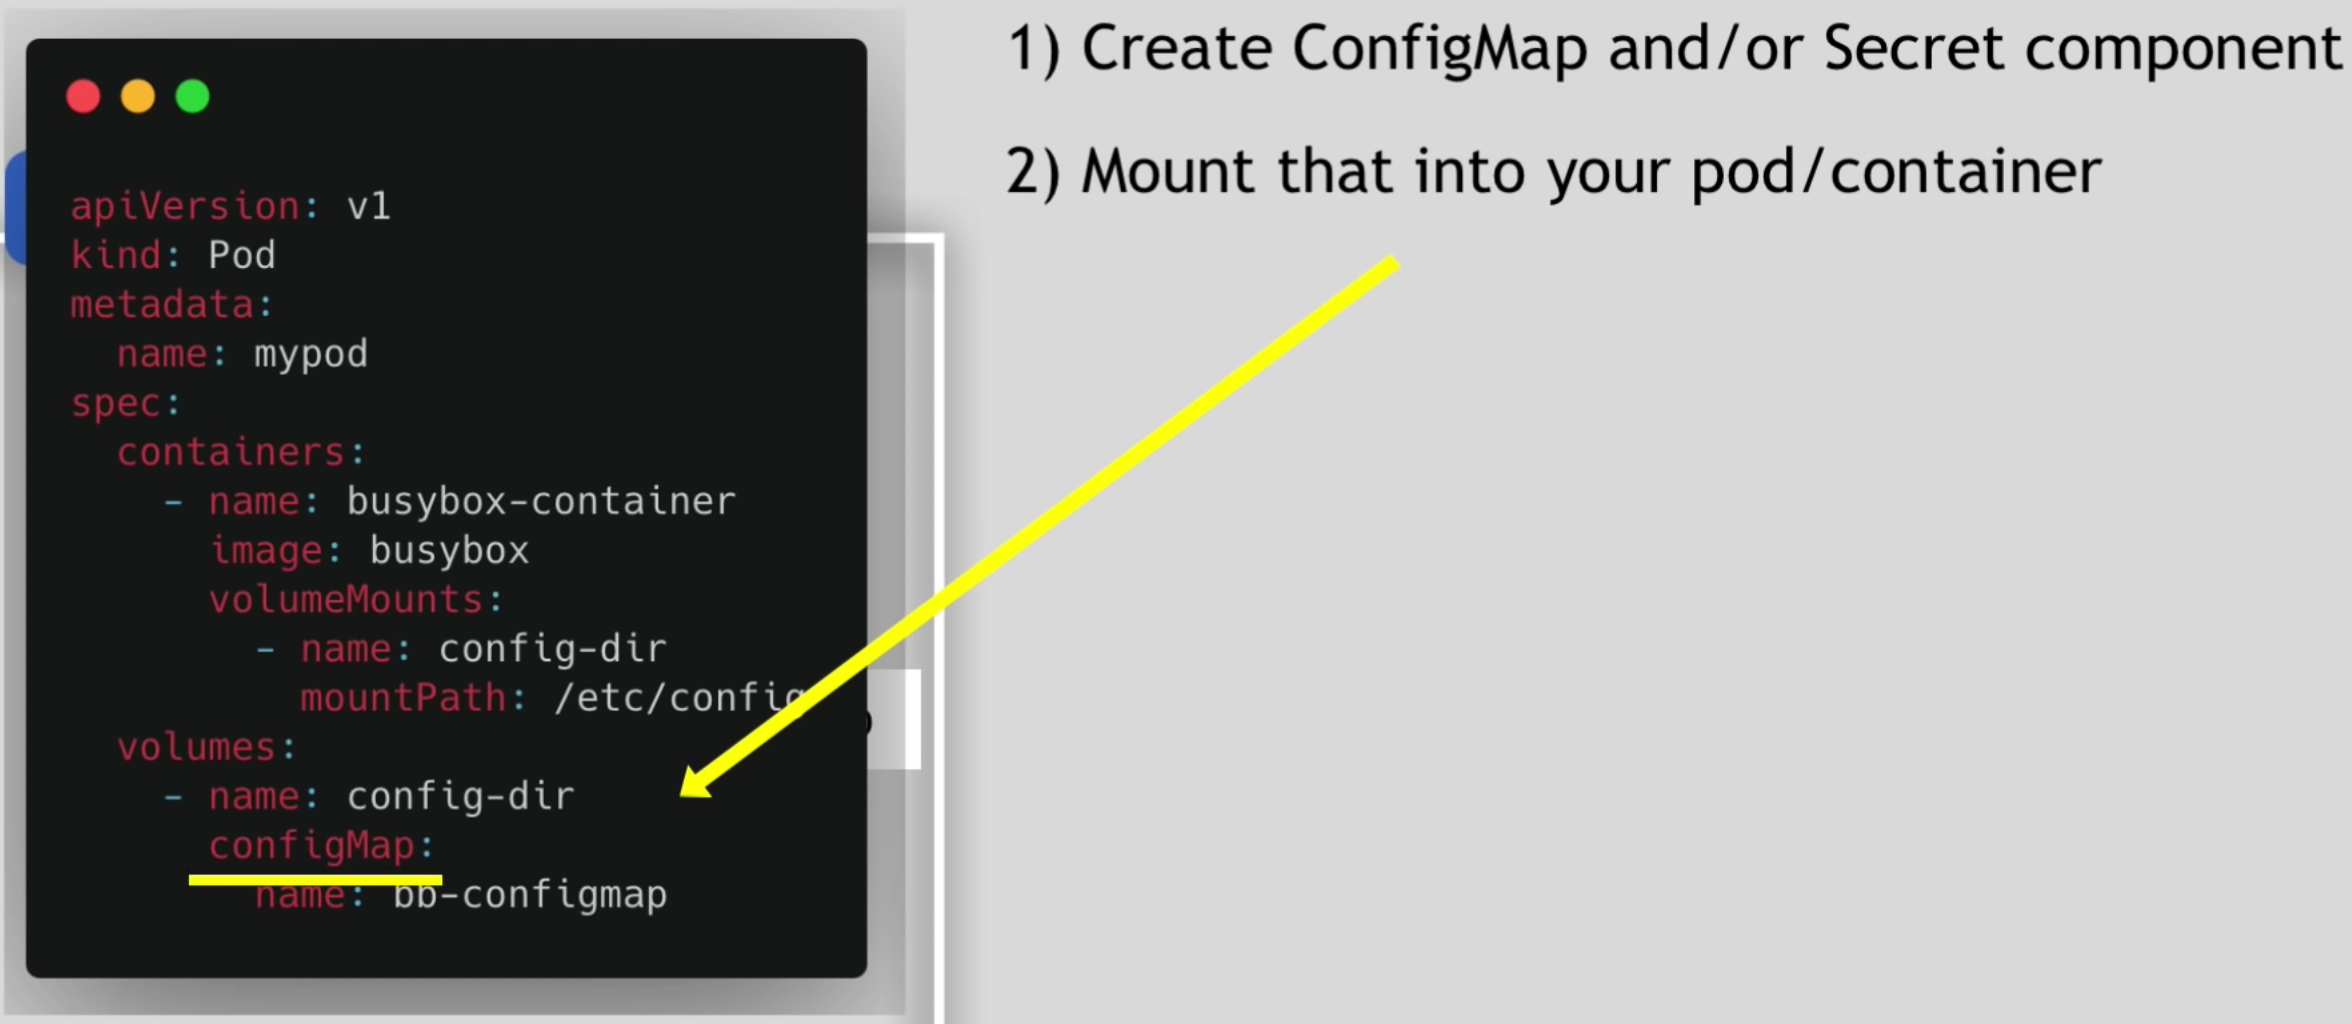 1) Create ConfigMap and/or Secret component
2) Mount that into your pod/container
apiVersion: v1
kind: Pod
metadata:
  name: mypod
spec:
  containers:
    - name: busybox-container
      image: busybox
      volumeMounts:
        - name: config-dir
          mountPath: /etc/config
  volumes:
    - name: config-dir
      configMap:
        name: bb-configmap